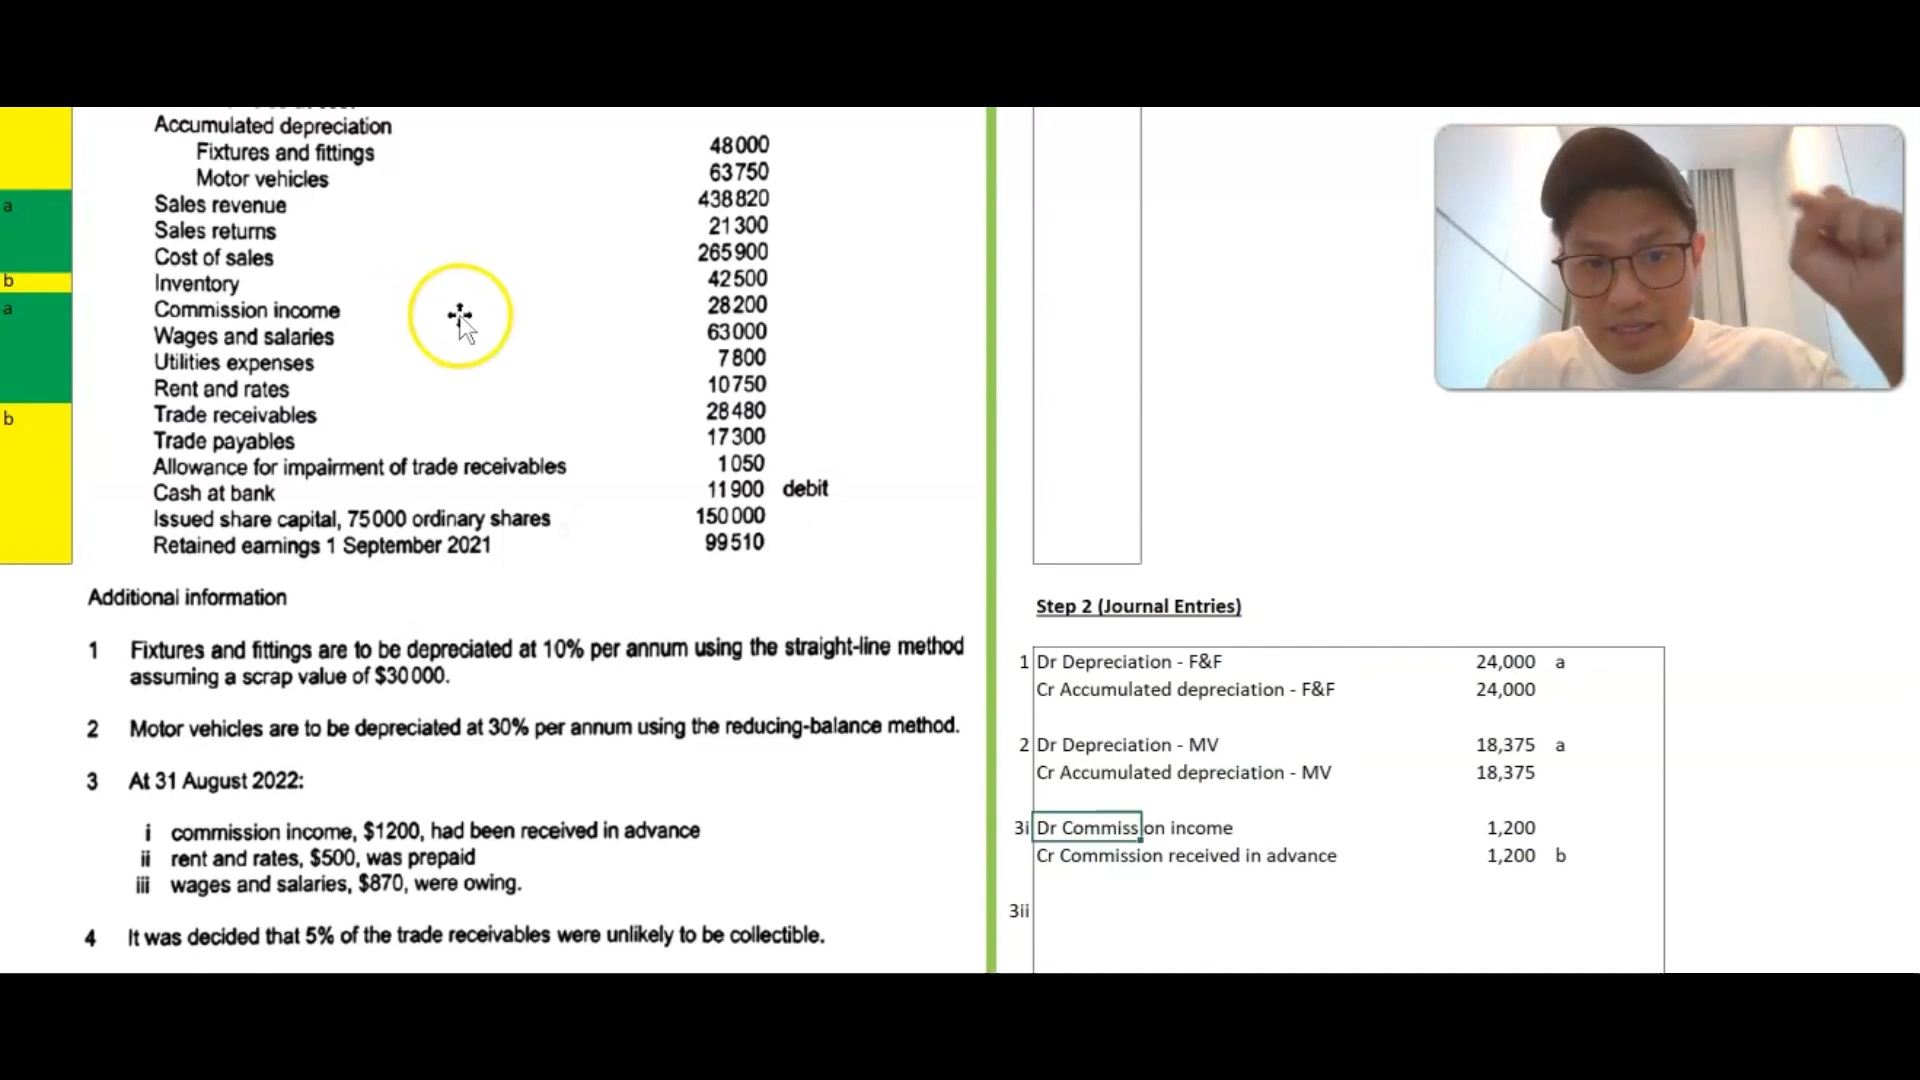 Accumulated depreciation
Fixtures and fittings 48000
Motor vehicles 63750
a Sales revenue 438820
Sales returns 21300
Cost of sales 265900
b Inventory 42500
a Commission income 28200
Wages and salaries 63000
Utilities expenses 7800
Rent and rates 10750
b Trade receivables 28480
Trade payables 17300
Allowance for impairment of trade receivables 1050
Cash at bank 11900 debit
Issued share capital, 75000 ordinary shares 150000
Retained earnings 1 September 2021 99510
Additional information
1 Fixtures and fittings are to be depreciated at 10% per annum using the straight-line method
assuming a scrap value of $30000.
2 Motor vehicles are to be depreciated at 30% per annum using the reducing-balance method.
3 At 31 August 2022:
i commission income, $1200, had been received in advance
ii rent and rates, $500, was prepaid
iii wages and salaries, $870, were owing.
4 It was decided that 5% of the trade receivables were unlikely to be collectible.
Step 2 (Journal Entries)
1 Dr Depreciation - F&F 24,000 a
Cr Accumulated depreciation - F&F 24,000
2 Dr Depreciation - MV 18,375 a
Cr Accumulated depreciation - MV 18,375
3i Dr Commission income 1,200
Cr Commission received in advance 1,200 b
3ii